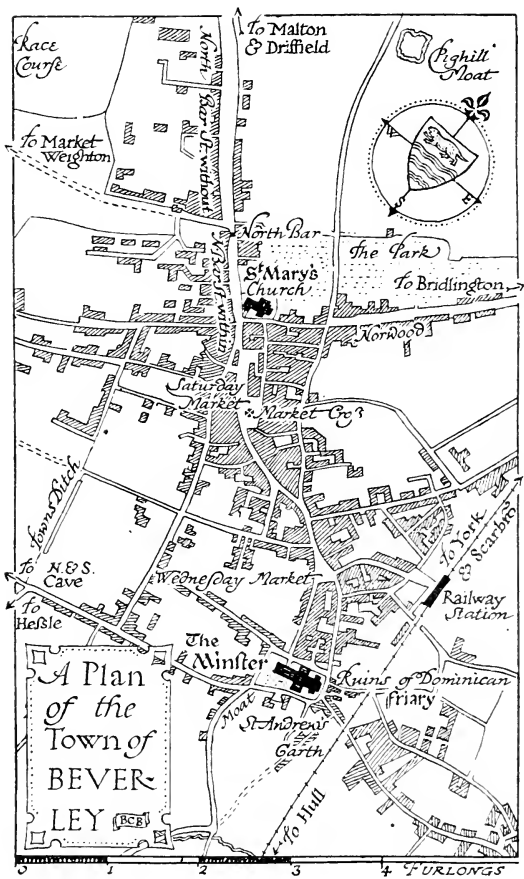 Race
Course
To Malton
& Driffield
Pighill
Moat
North
Bar St without
To Market
Weighton
W
S
E
North Bar
The Park
N. Bar St. within
St Mary's
Church
To Bridlington
Norwood
Saturday
Market
Market Cross
Towns Ditch
To York
& Scarbro
To
N. & S.
Cave
Wednesday Market
To
Hessle
Railway
Station
The
Minster
Ruins of Dominican
Friary
Moat
St Andrew's
Garth
To Hull
A Plan
of the
Town of
BEVER-
LEY BCB
0 1 2 3 4 FURLONGS